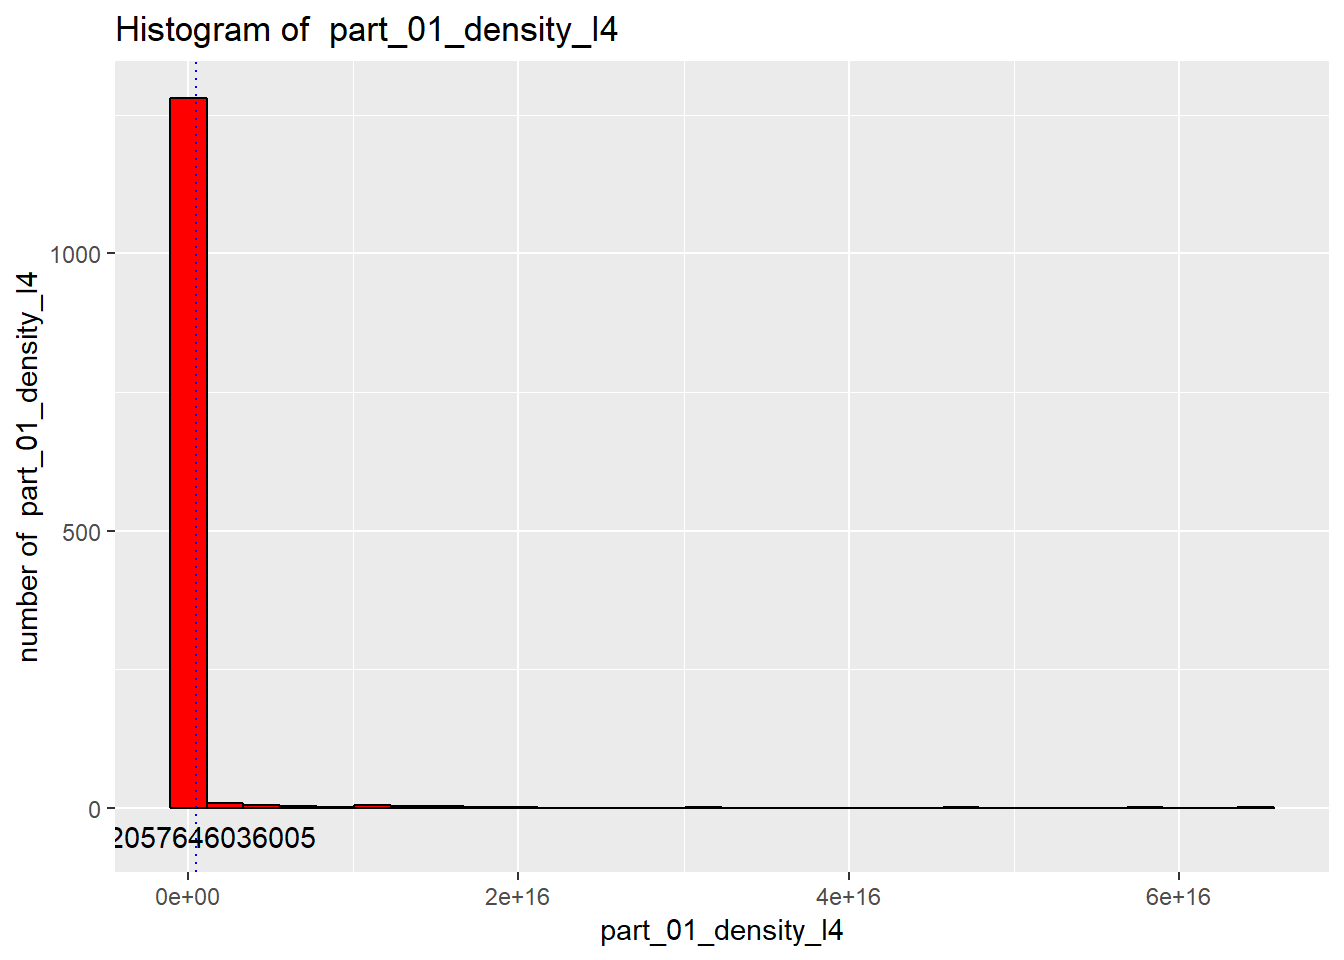 Histogram of  part_01_density_l4
number of  part_01_density_l4
1000
500
0
2057646036005
0e+00
2e+16
4e+16
6e+16
part_01_density_l4